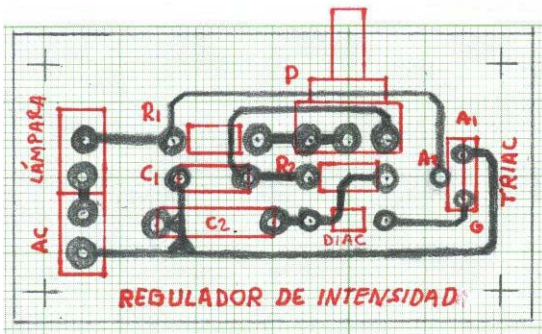 P
R1
A1
LÁMPARA
C1
R2
A2
TRIAC
AC
C2
DIAC
G
REGULADOR DE INTENSIDAD